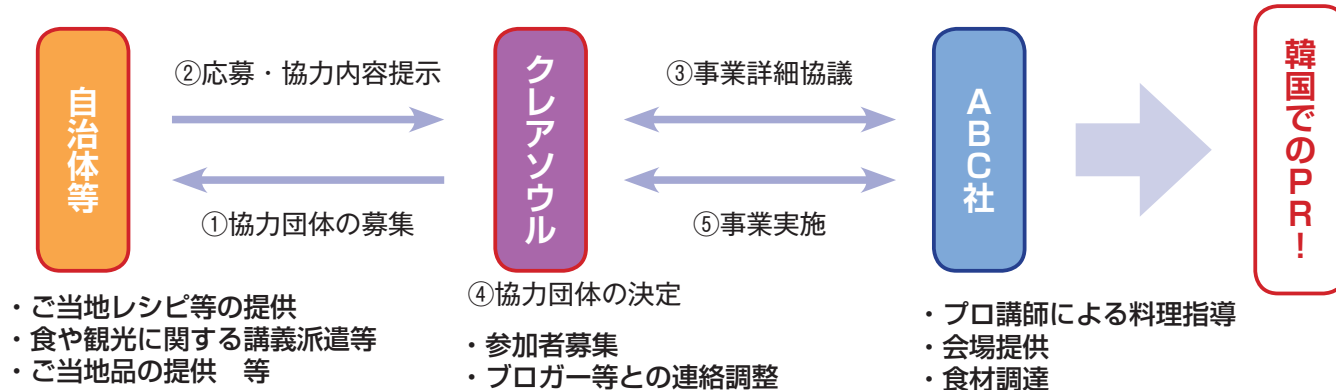 自治体等
②応募・協力内容提示
①協力団体の募集
・ご当地レシピ等の提供
・食や観光に関する講義派遣等
・ご当地品の提供　等
クレアソウル
④協力団体の決定
・参加者募集
・ブロガー等との連絡調整
③事業詳細協議
⑤事業実施
ABC社
・プロ講師による料理指導
・会場提供
・食材調達
韓国でのPR！